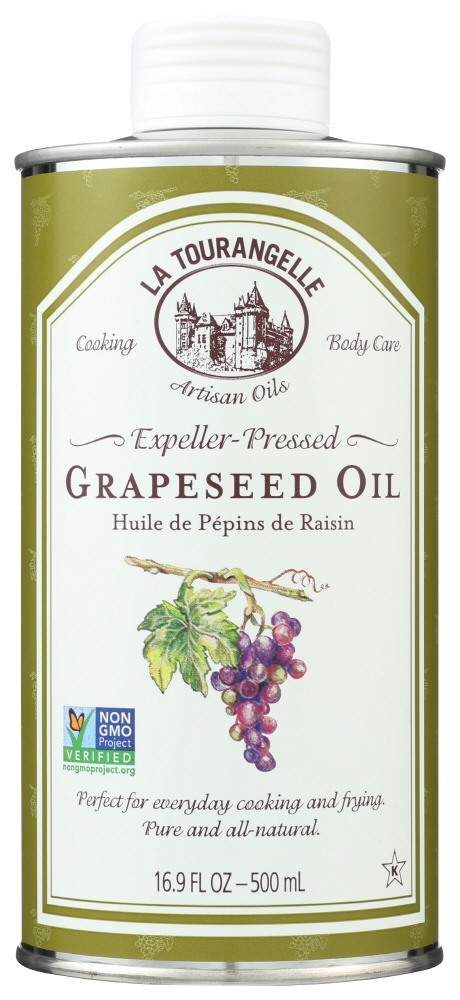 LA TOURANGELLE
Cooking
Body Care
Artisan Oils
Expeller-Pressed
GRAPESEED OIL
Huile de Pépins de Raisin
NON
GMO
Project
VERIFIED
nongmoproject.org
Perfect for everyday cooking and frying.
Pure and all-natural.
16.9 FL OZ – 500 mL
K